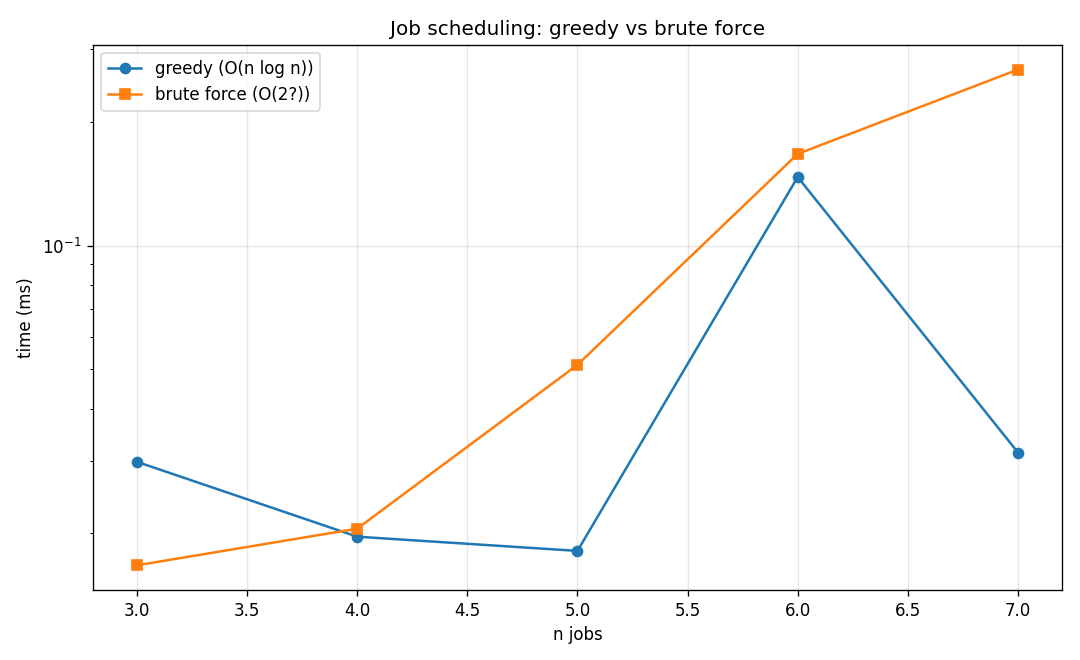 Job scheduling: greedy vs brute force
greedy (O(n log n))
brute force (O(2?))
10⁻¹
time (ms)
3.0 3.5 4.0 4.5 5.0 5.5 6.0 6.5 7.0
n jobs